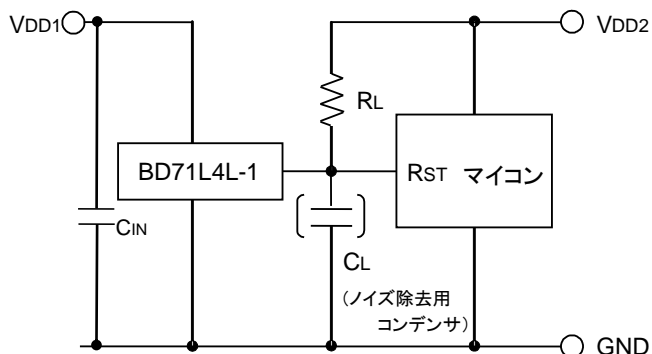 VDD1
VDD2
RL
BD71L4L-1
RST マイコン
CIN
CL
(ノイズ除去用
コンデンサ)
GND